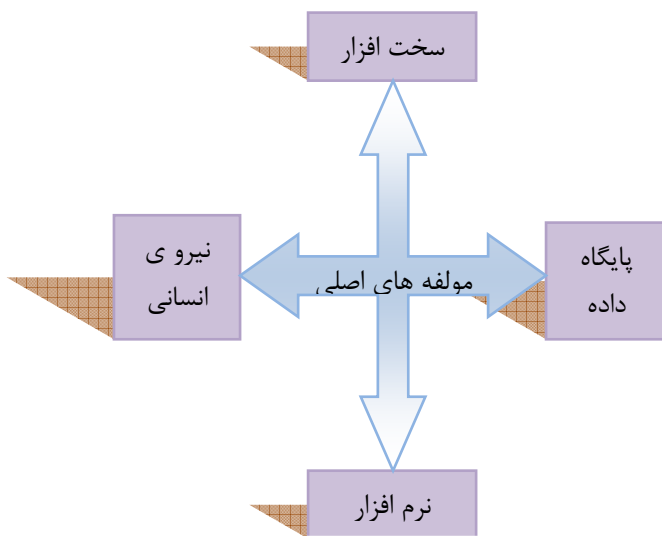 سخت افزار
پایگاه
داده
مولفه های اصلی
نیرو ی
انسانی
نرم افزار